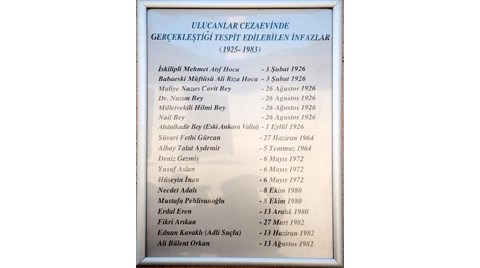 ULUCANLAR CEZAEVİNDE
GERÇEKLEŞTİĞİ TESPİT EDİLEBİLEN İNFAZLAR
(1925- 1983)
İskilipli Mehmet Atıf Hoca - 3 Şubat 1926
Babaeski Müftüsü Ali Rıza Hoca - 3 Şubat 1926
Maliye Nazırı Cavit Bey - 26 Ağustos 1926
Dr. Nazım Bey - 26 Ağustos 1926
Milletvekili Hilmi Bey - 26 Ağustos 1926
Nail Bey - 26 Ağustos 1926
Abdulkadir Bey (Eski Ankara Valisi) - 1 Eylül 1926
Süvari Fethi Gürcan - 27 Haziran 1964
Albay Talat Aydemir - 5 Temmuz 1964
Deniz Gezmiş - 6 Mayıs 1972
Yusuf Aslan - 6 Mayıs 1972
Hüseyin İnan - 6 Mayıs 1972
Necdet Adalı - 8 Ekim 1980
Mustafa Pehlivanoğlu - 8 Ekim 1980
Erdal Eren - 13 Aralık 1980
Fikri Arıkan - 27 Mart 1982
Ednan Kavaklı (Adli Suçlu) - 13 Haziran 1982
Ali Bülent Orkan - 13 Ağustos 1982